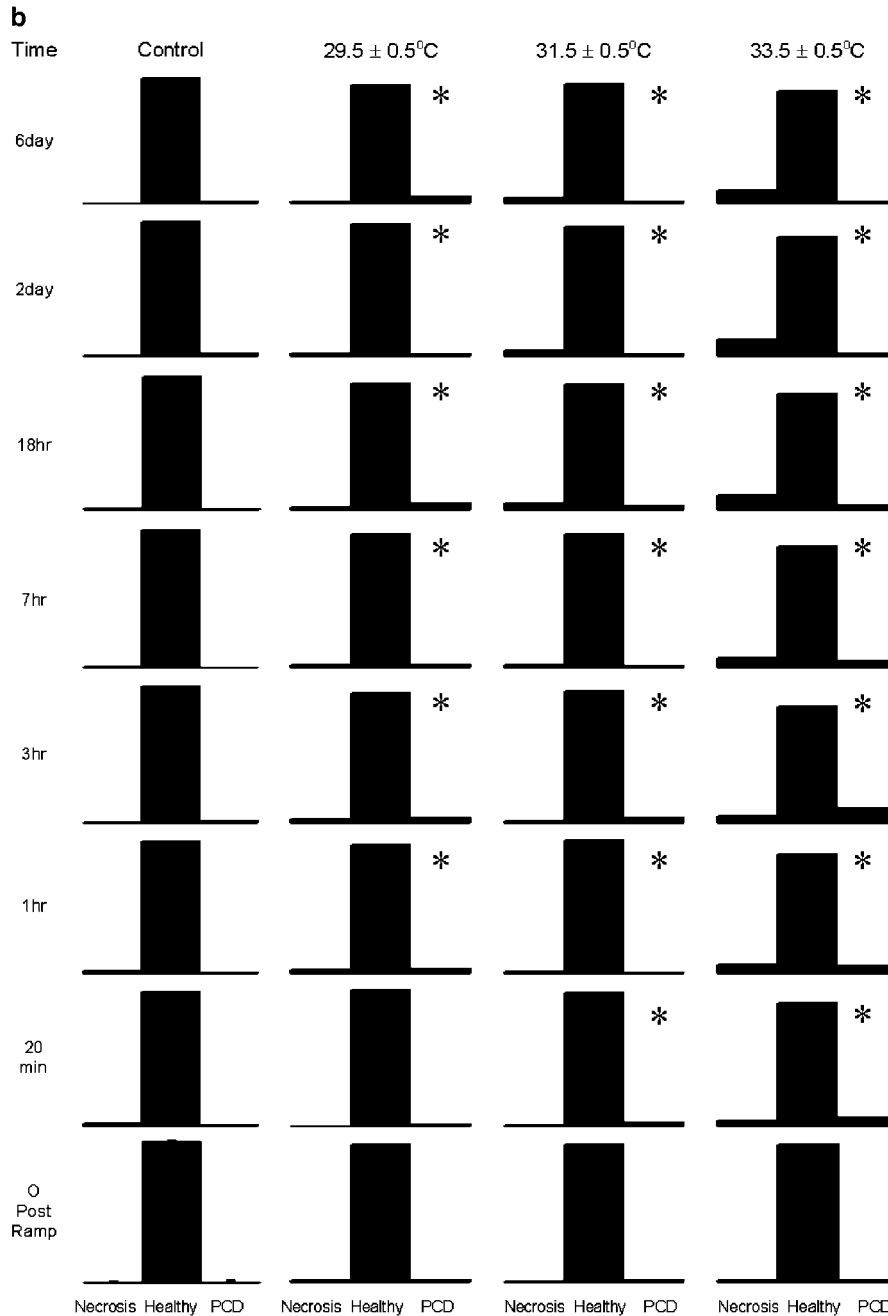 b
Time Control 29.5 ± 0.5⁰C 31.5 ± 0.5⁰C 33.5 ± 0.5⁰C
* * *
6day
* * *
2day
* * *
18hr
* * *
7hr
* * *
3hr
* * *
1hr
* *
20
min
O
Post
Ramp
Necrosis Healthy PCD Necrosis Healthy PCD Necrosis Healthy PCD Necrosis Healthy PCD